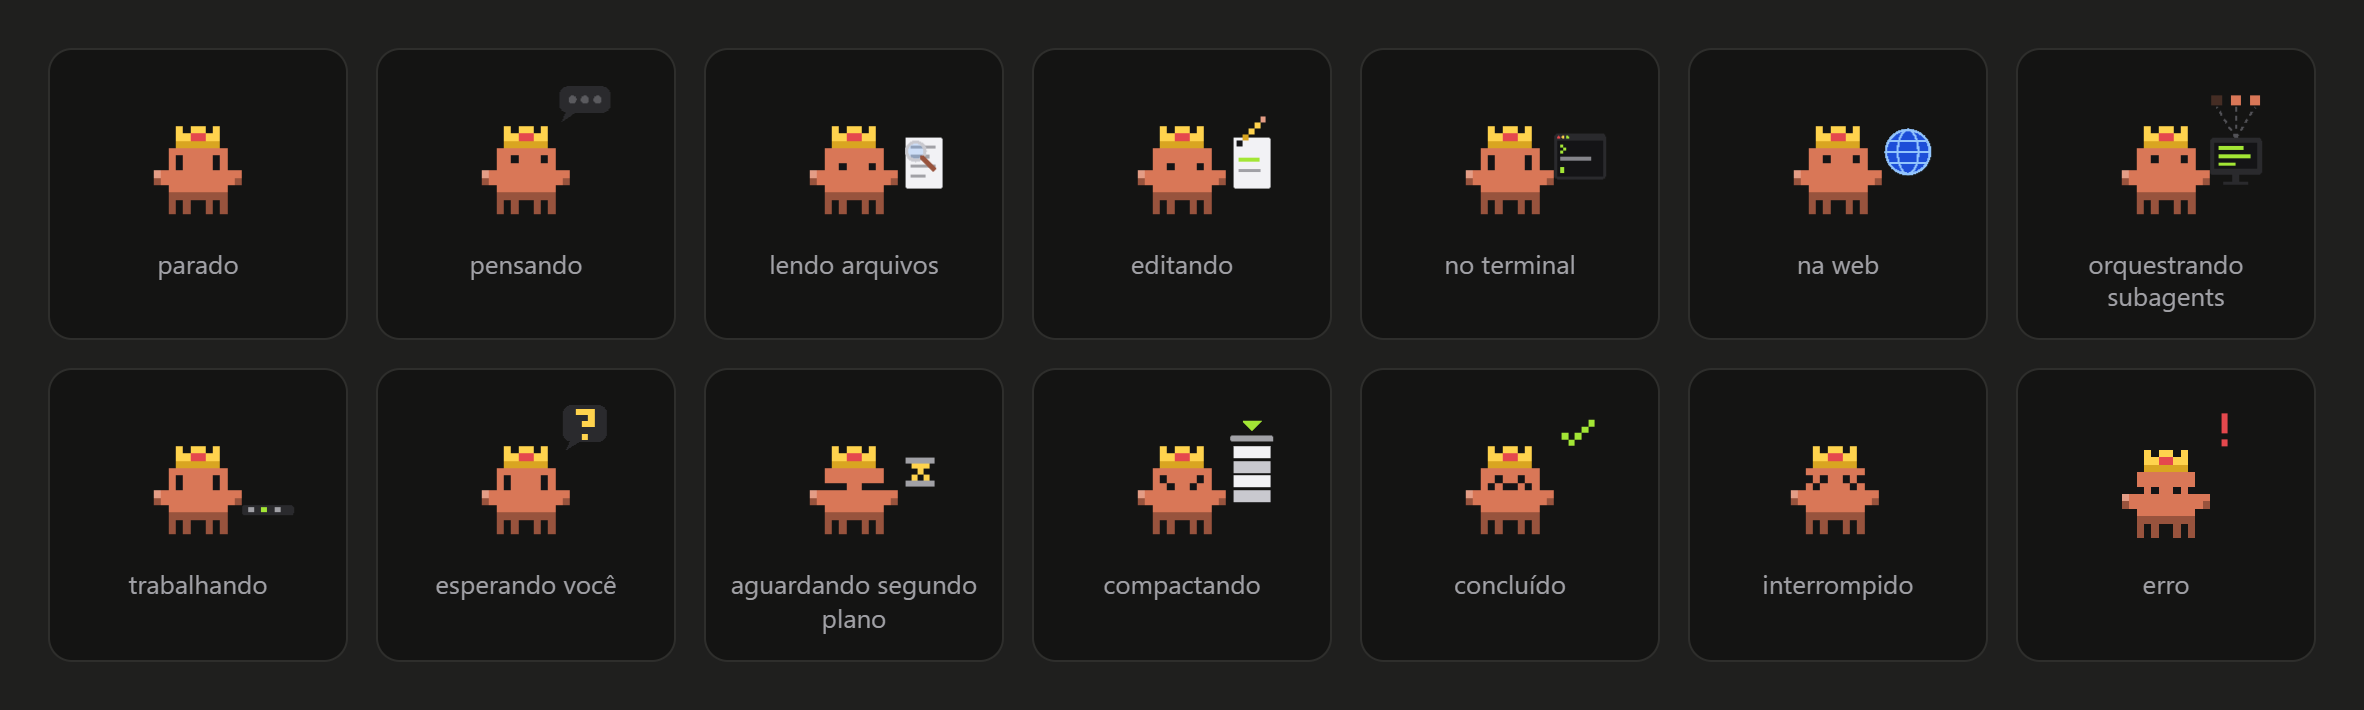 parado
pensando
lendo arquivos
editando
no terminal
na web
orquestrando
subagents
?
trabalhando
esperando você
aguardando segundo
plano
compactando
concluído
interrompido
!
erro